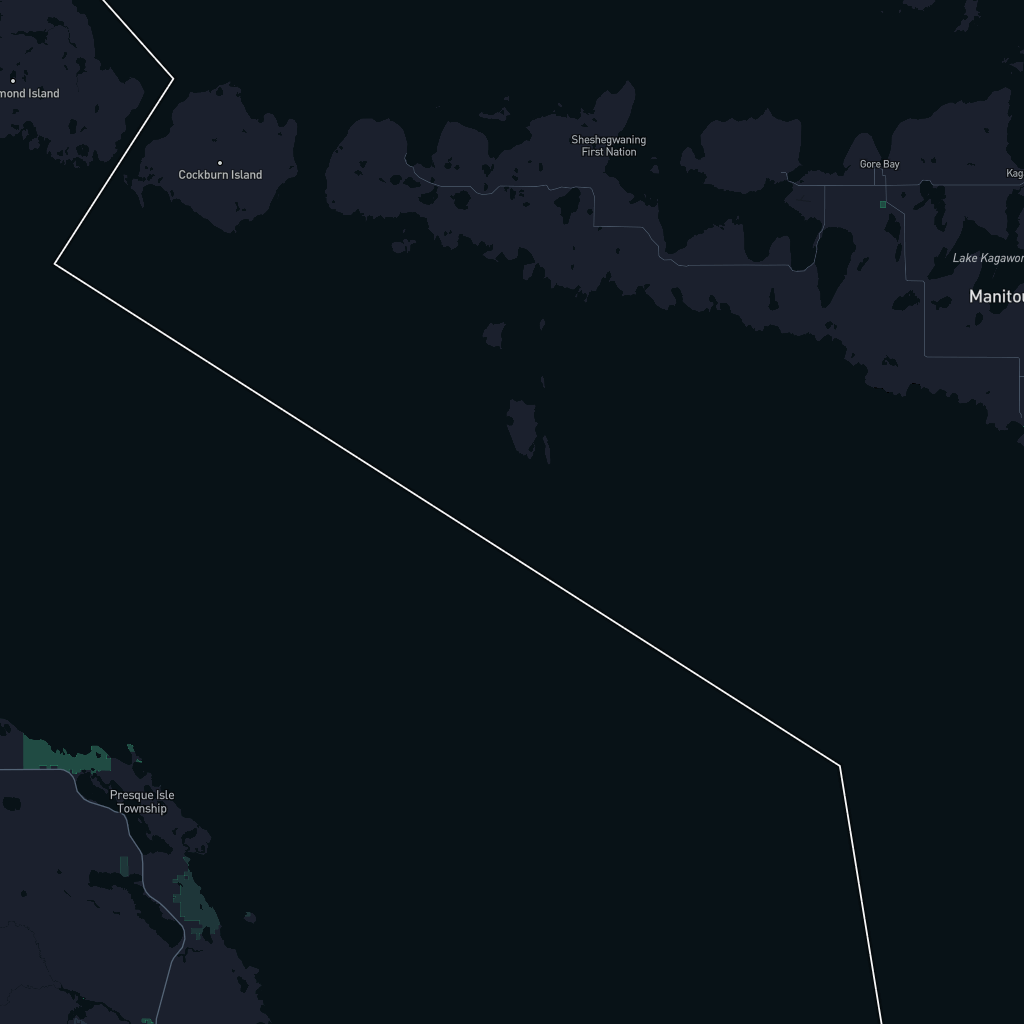 mond Island
Sheshegwaning
First Nation
Gore Bay
Cockburn Island
Kag
Lake Kagawon
Manitou
Presque Isle
Township